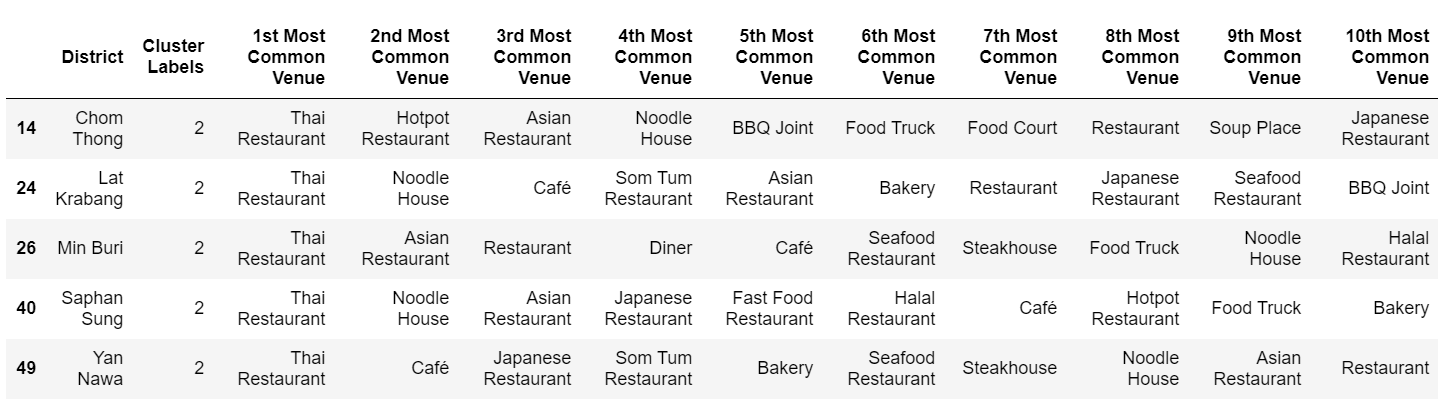 District Cluster Labels 1st Most Common Venue 2nd Most Common Venue 3rd Most Common Venue 4th Most Common Venue 5th Most Common Venue 6th Most Common Venue 7th Most Common Venue 8th Most Common Venue 9th Most Common Venue 10th Most Common Venue
14 Chom Thong 2 Thai Restaurant Hotpot Restaurant Asian Restaurant Noodle House BBQ Joint Food Truck Food Court Restaurant Soup Place Japanese Restaurant
24 Lat Krabang 2 Thai Restaurant Noodle House Café Som Tum Restaurant Asian Restaurant Bakery Restaurant Japanese Restaurant Seafood Restaurant BBQ Joint
26 Min Buri 2 Thai Restaurant Asian Restaurant Restaurant Diner Café Seafood Restaurant Steakhouse Food Truck Noodle House Halal Restaurant
40 Saphan Sung 2 Thai Restaurant Noodle House Asian Restaurant Japanese Restaurant Fast Food Restaurant Halal Restaurant Café Hotpot Restaurant Food Truck Bakery
49 Yan Nawa 2 Thai Restaurant Café Japanese Restaurant Som Tum Restaurant Bakery Seafood Restaurant Steakhouse Noodle House Asian Restaurant Restaurant